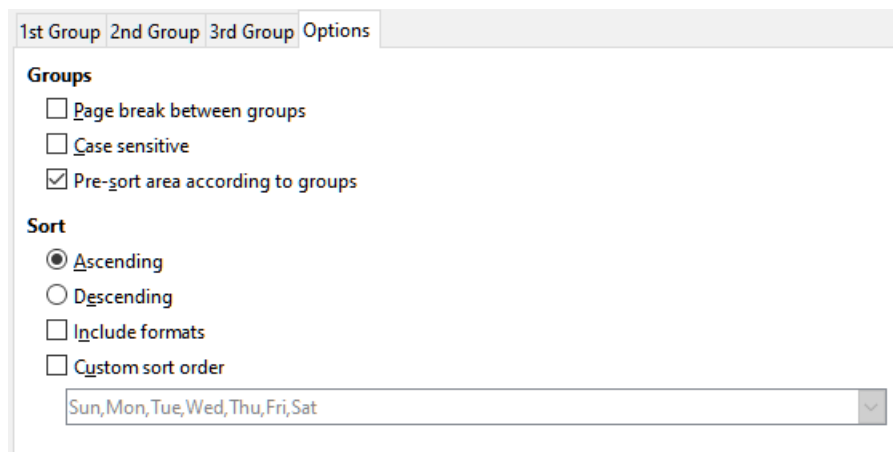 1st Group 2nd Group 3rd Group Options
Groups
Page break between groups
Case sensitive
Pre-sort area according to groups
Sort
Ascending
Descending
Include formats
Custom sort order
Sun,Mon,Tue,Wed,Thu,Fri,Sat